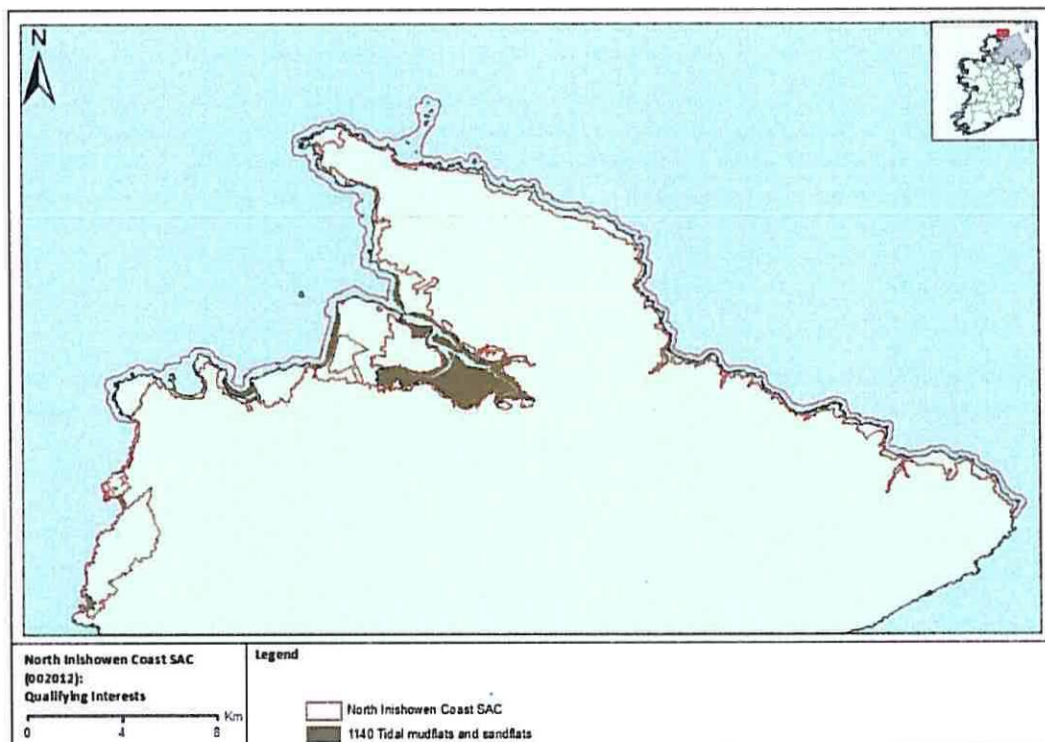 N
North Inishowen Coast SAC
(002012):
Qualifying Interests
Km
0 4 8
Legend
North Inishowen Coast SAC
1140 Tidal mudflats and sandflats